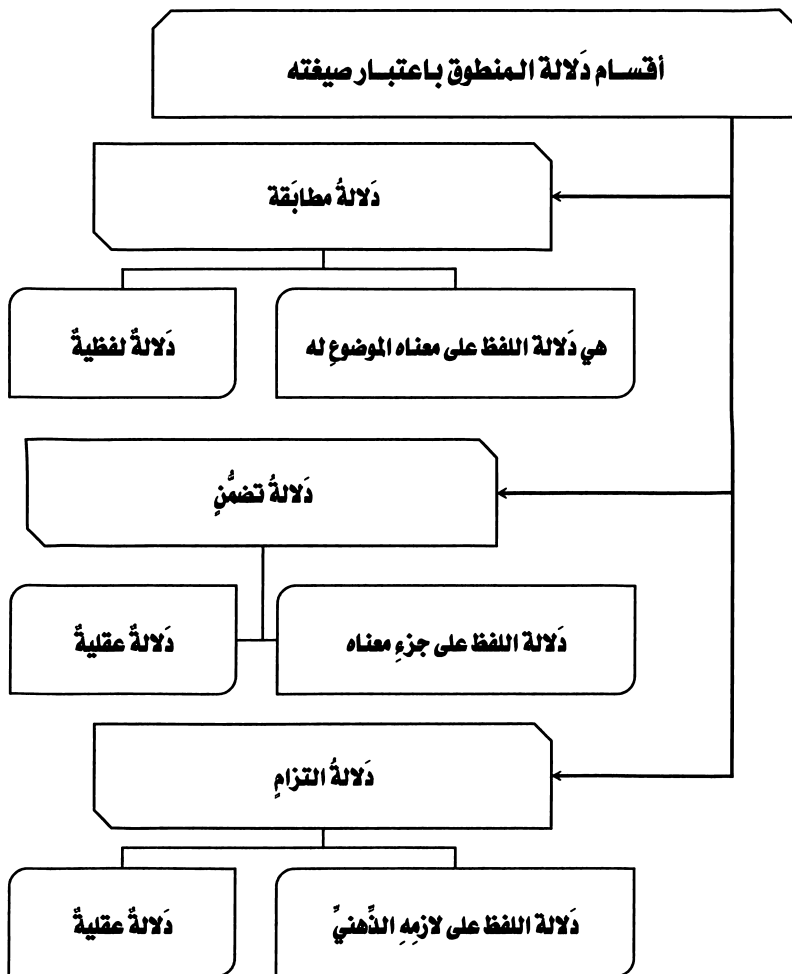 أقسام دَلالة المنطوق باعتبار صيغته
دَلالةُ مطابَقة
هي دَلالة اللفظ على معناه الموضوعِ له
دَلالةٌ لفظيةٌ
دَلالةُ تضمُّنٍ
دَلالة اللفظ على جزءِ معناه
دَلالةٌ عقليةٌ
دَلالةُ التزامٍ
دَلالة اللفظ على لازمِهِ الذِّهنيِّ
دَلالةٌ عقليةٌ